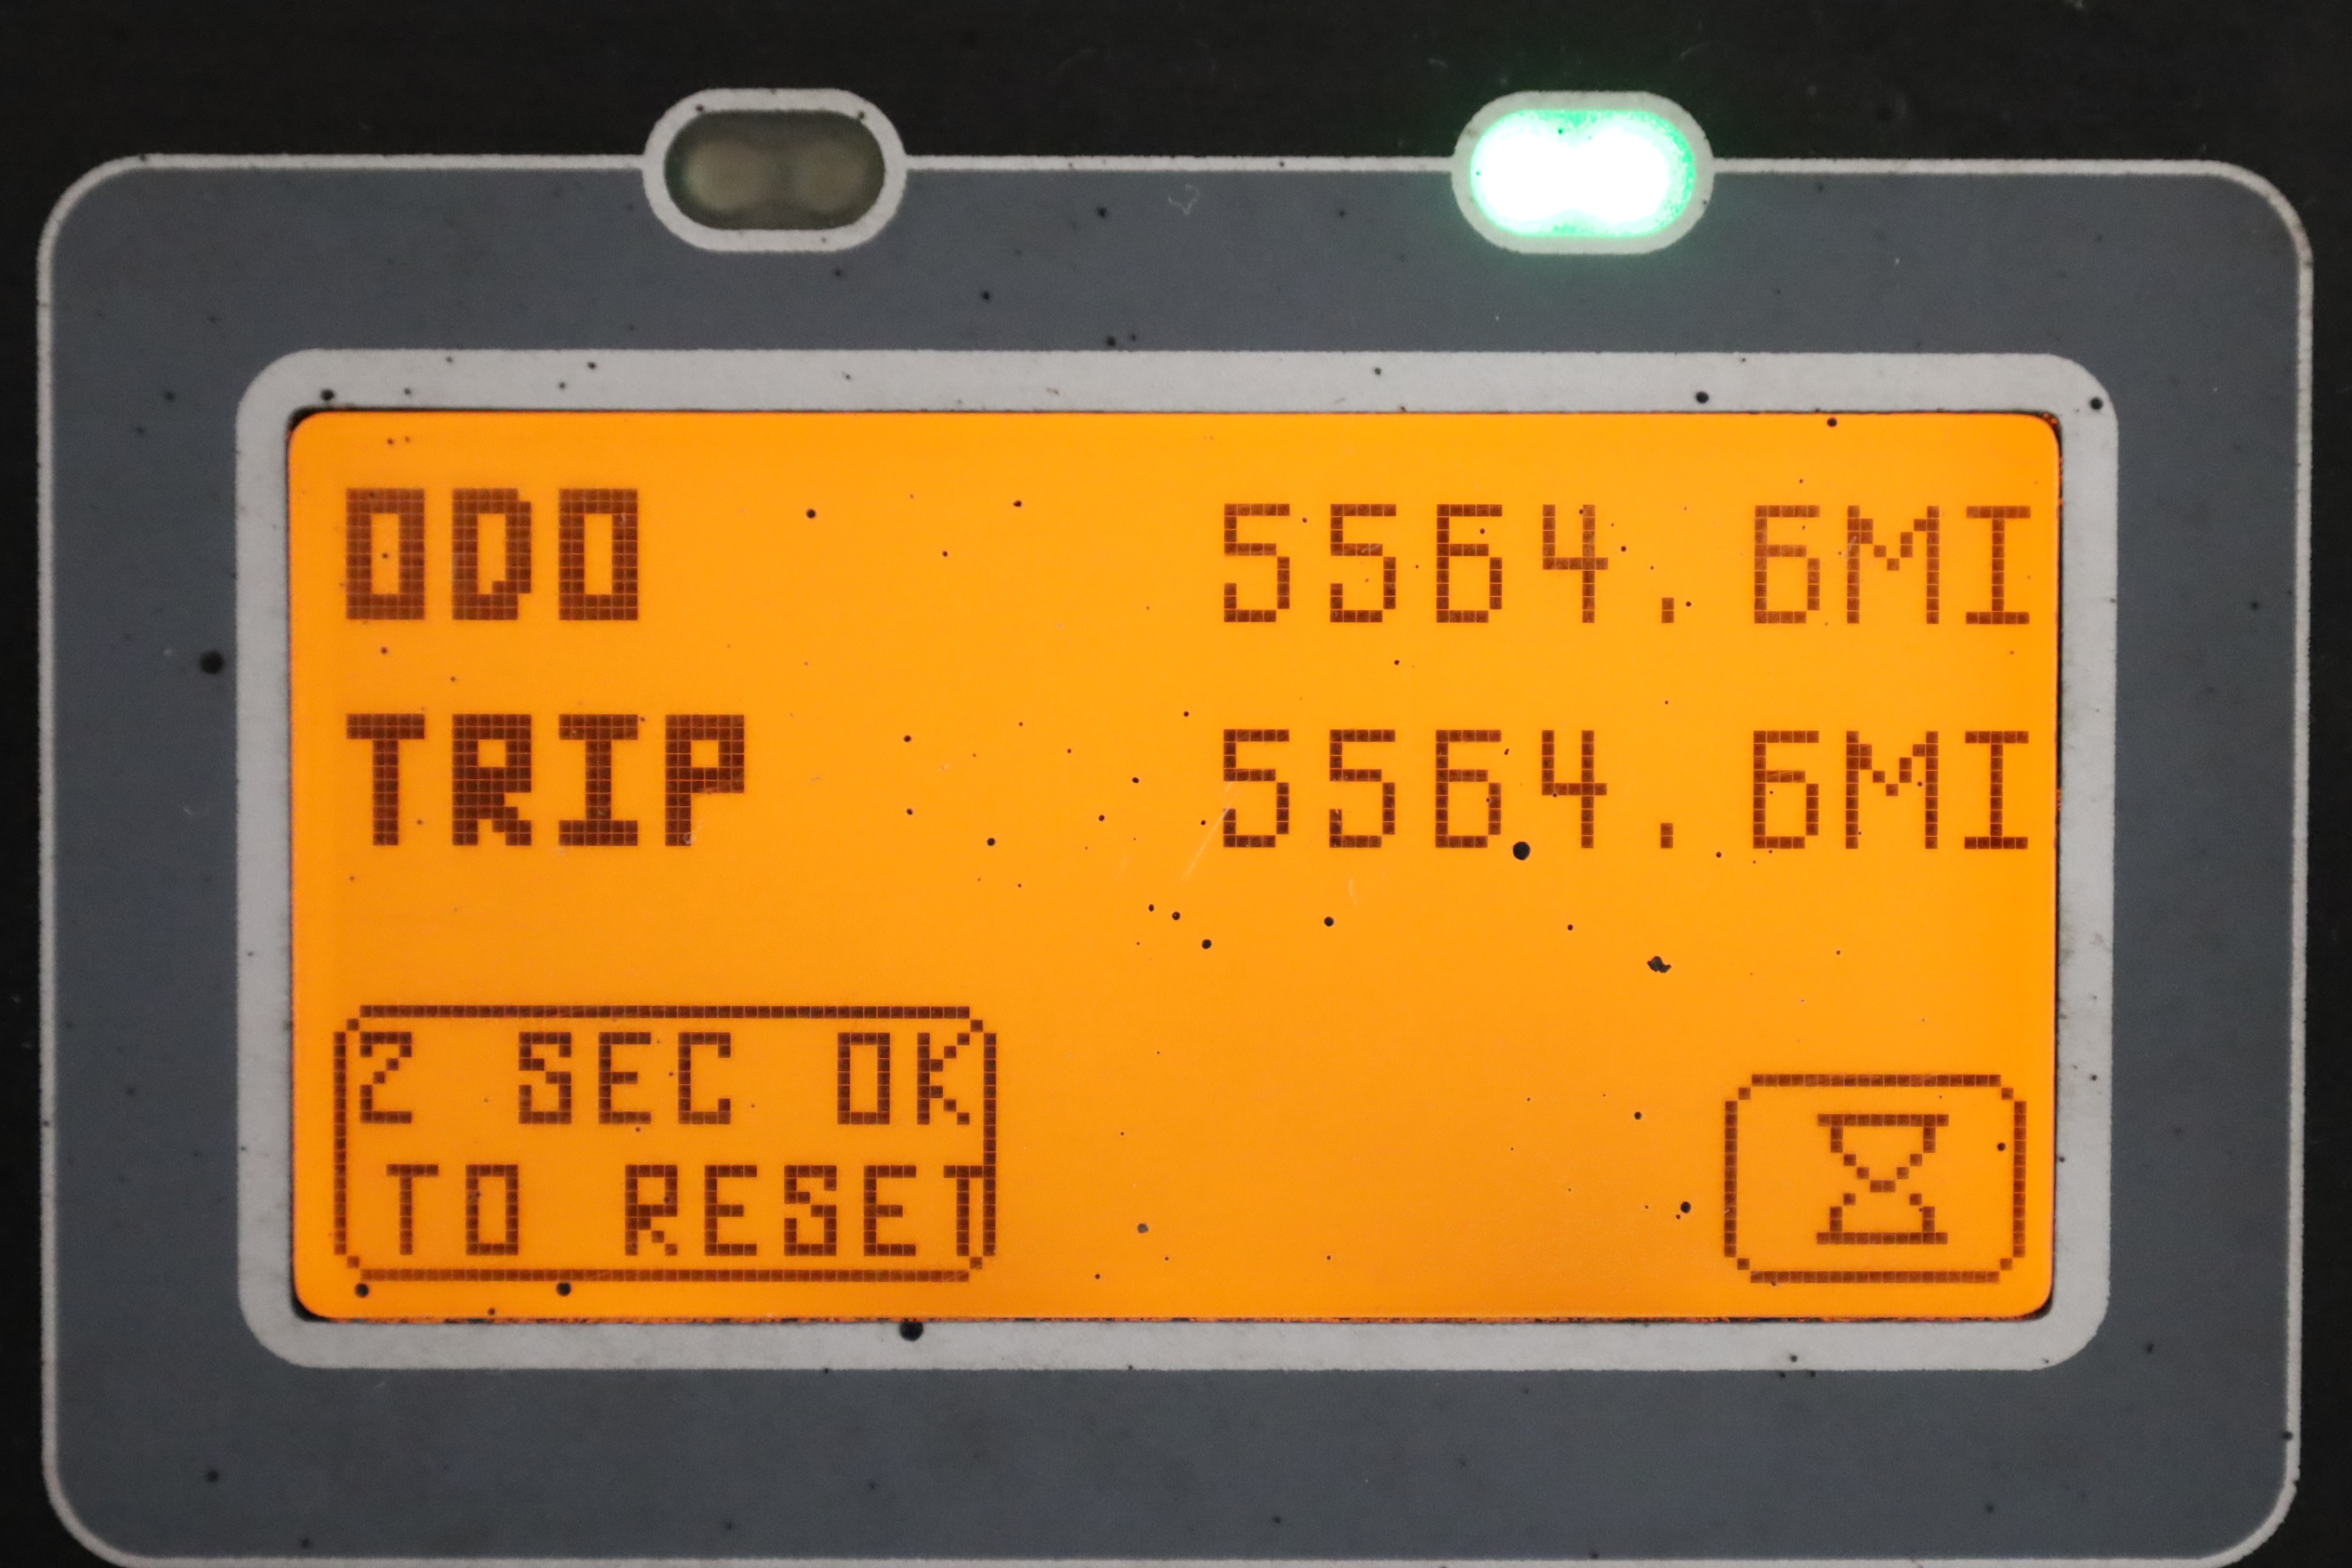 ODO 5564.6MI
TRIP 5564.6MI
2 SEC OK
TO RESET